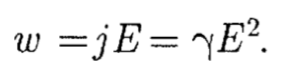 w = jE = γE².